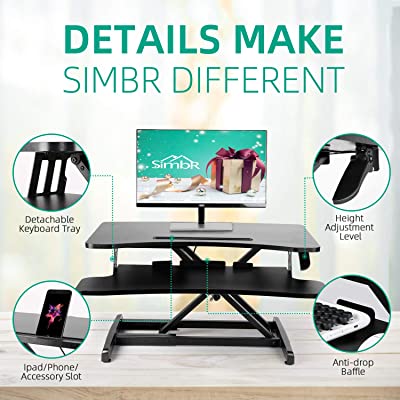 DETAILS MAKE
SIMBR DIFFERENT
SimbR
Detachable
Keyboard Tray
Height
Adjustment
Level
Ipad/Phone/
Accessory Slot
Anti-drop
Baffle